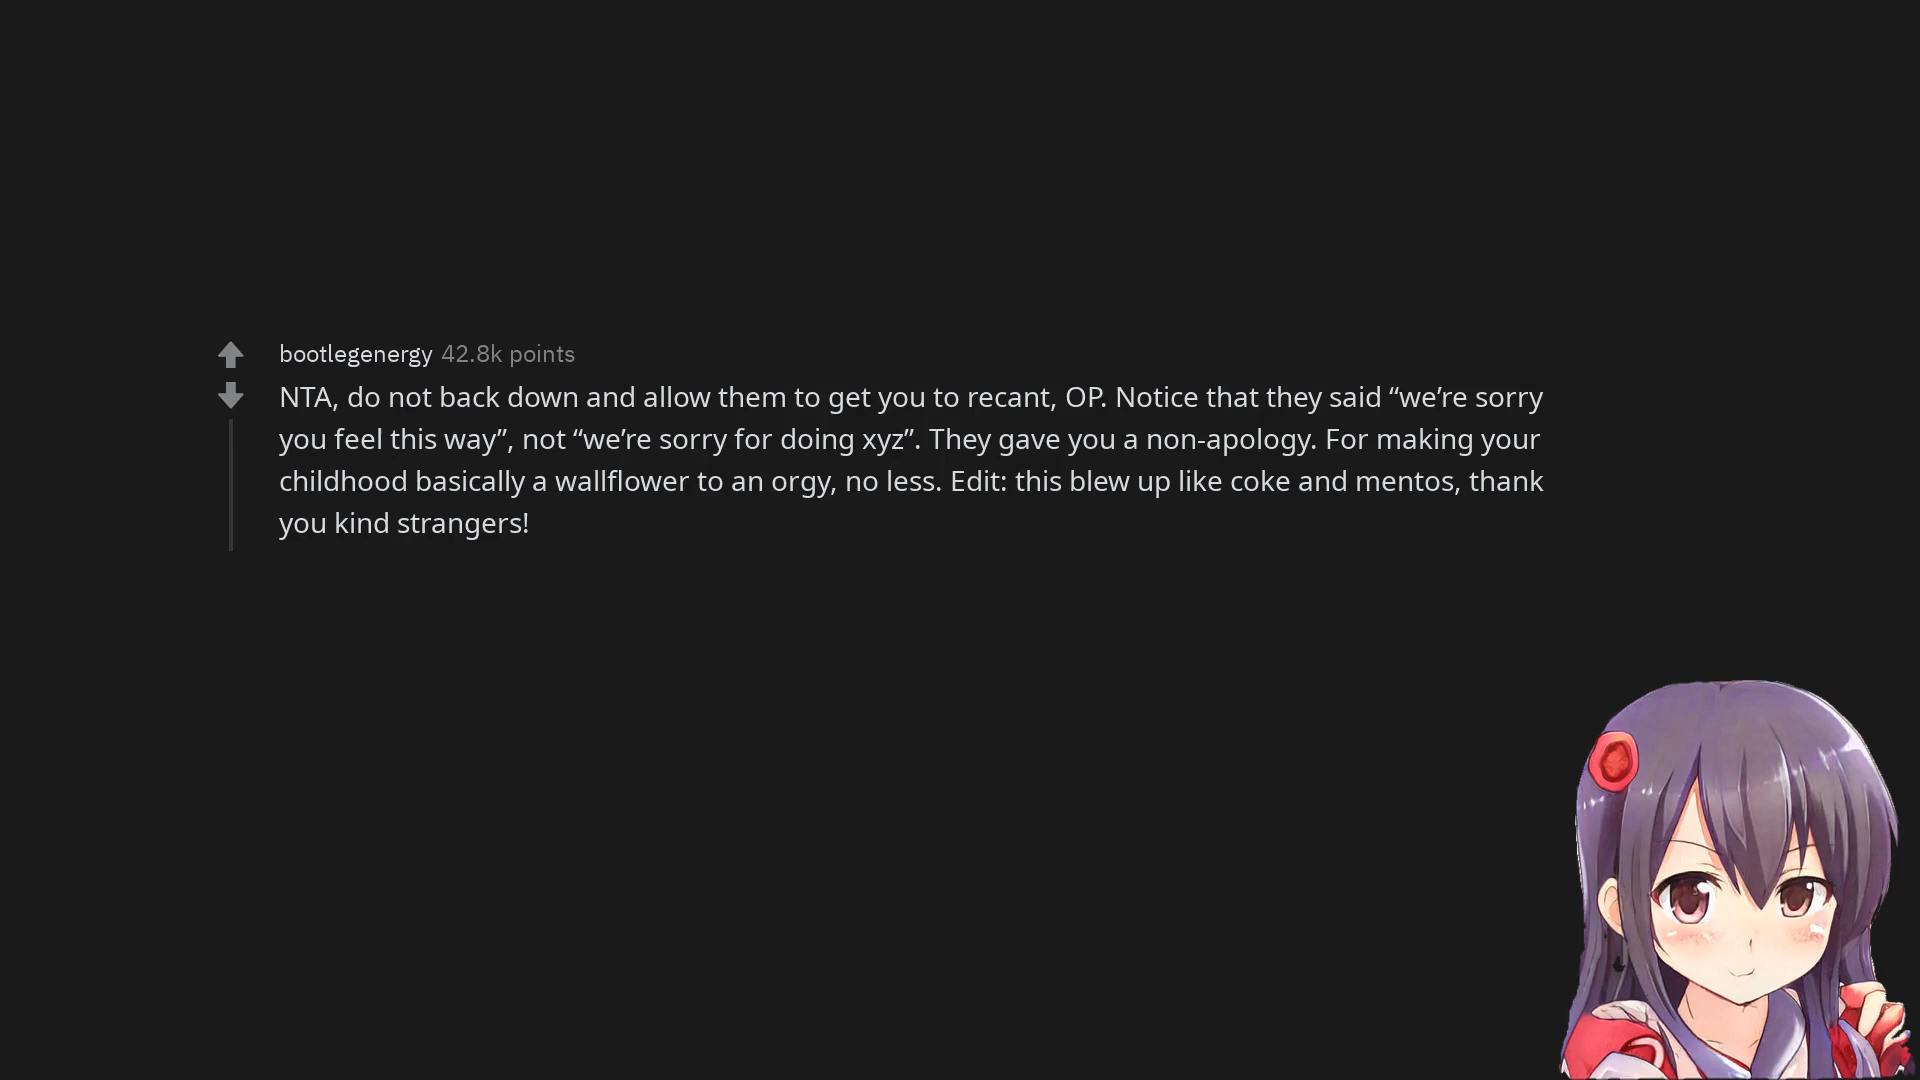 bootlegenergy 42.8k points
NTA, do not back down and allow them to get you to recant, OP. Notice that they said “we’re sorry
you feel this way”, not “we’re sorry for doing xyz”. They gave you a non-apology. For making your
childhood basically a wallflower to an orgy, no less. Edit: this blew up like coke and mentos, thank
you kind strangers!